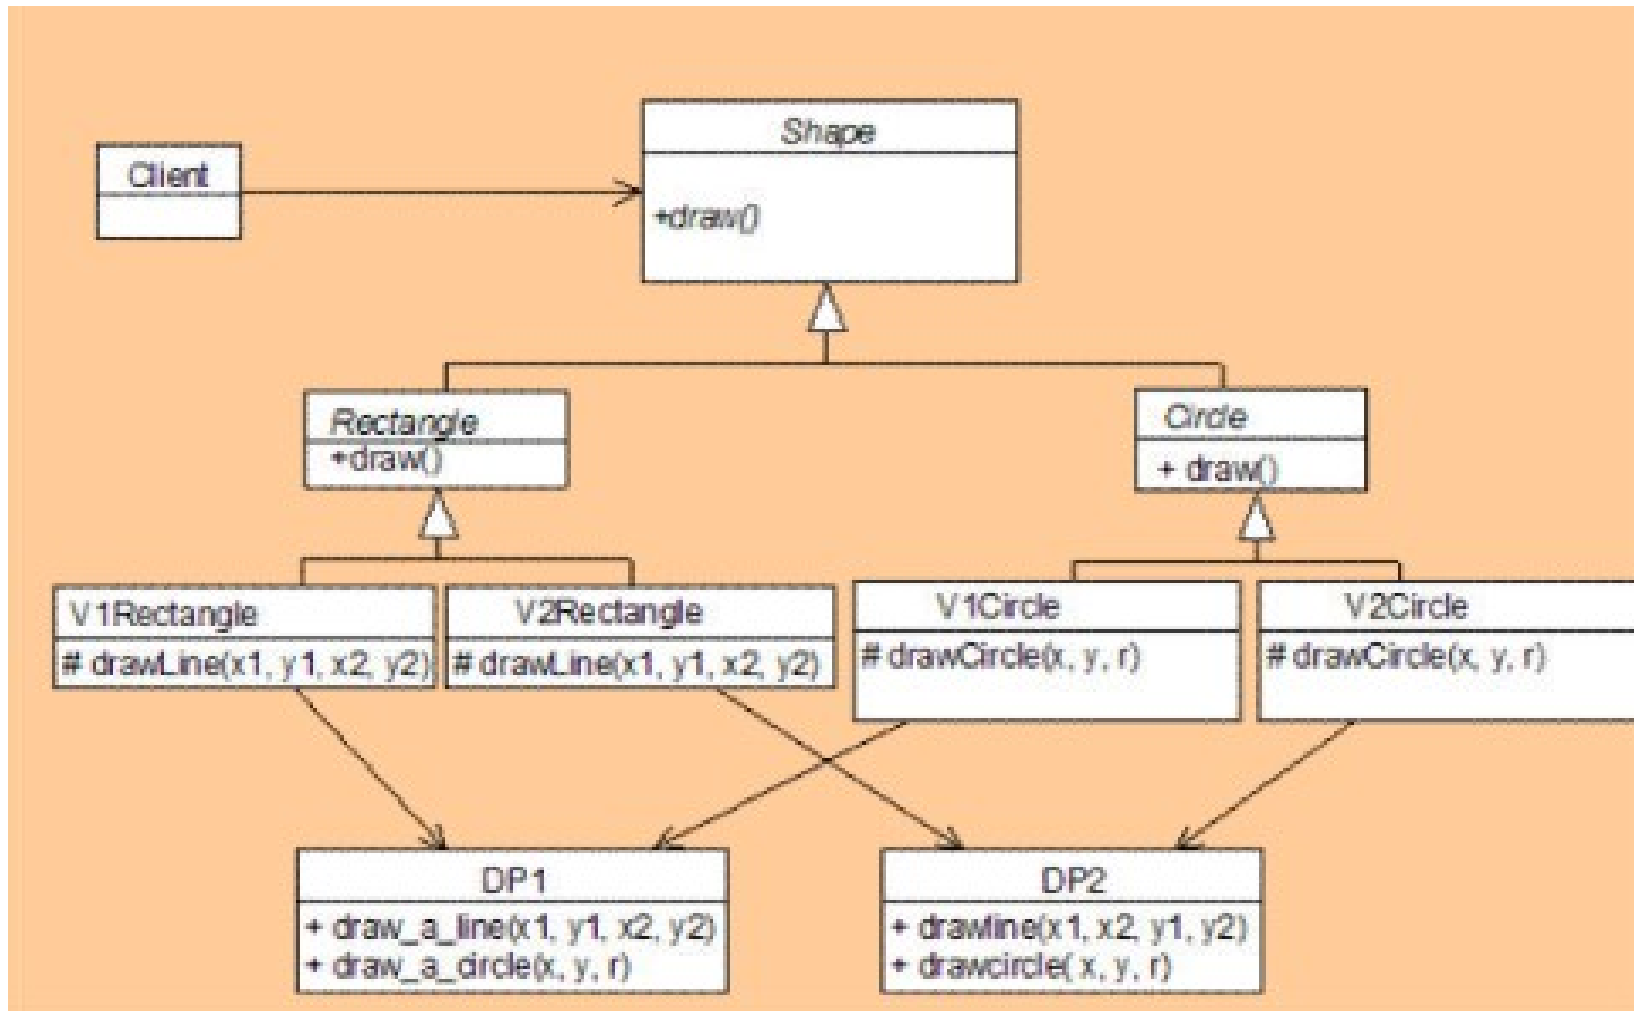 Shape
Client
+draw()
Rectangle
+draw()
Circle
+ draw()
V1Rectangle
# drawLine(x1, y1, x2, y2)
V2Rectangle
# drawLine(x1, y1, x2, y2)
V1Circle
# drawCircle(x, y, r)
V2Circle
# drawCircle(x, y, r)
DP1
+ draw_a_line(x1, y1, x2, y2)
+ draw_a_circle(x, y, r)
DP2
+ drawline(x1, x2, y1, y2)
+ drawcircle( x, y, r)